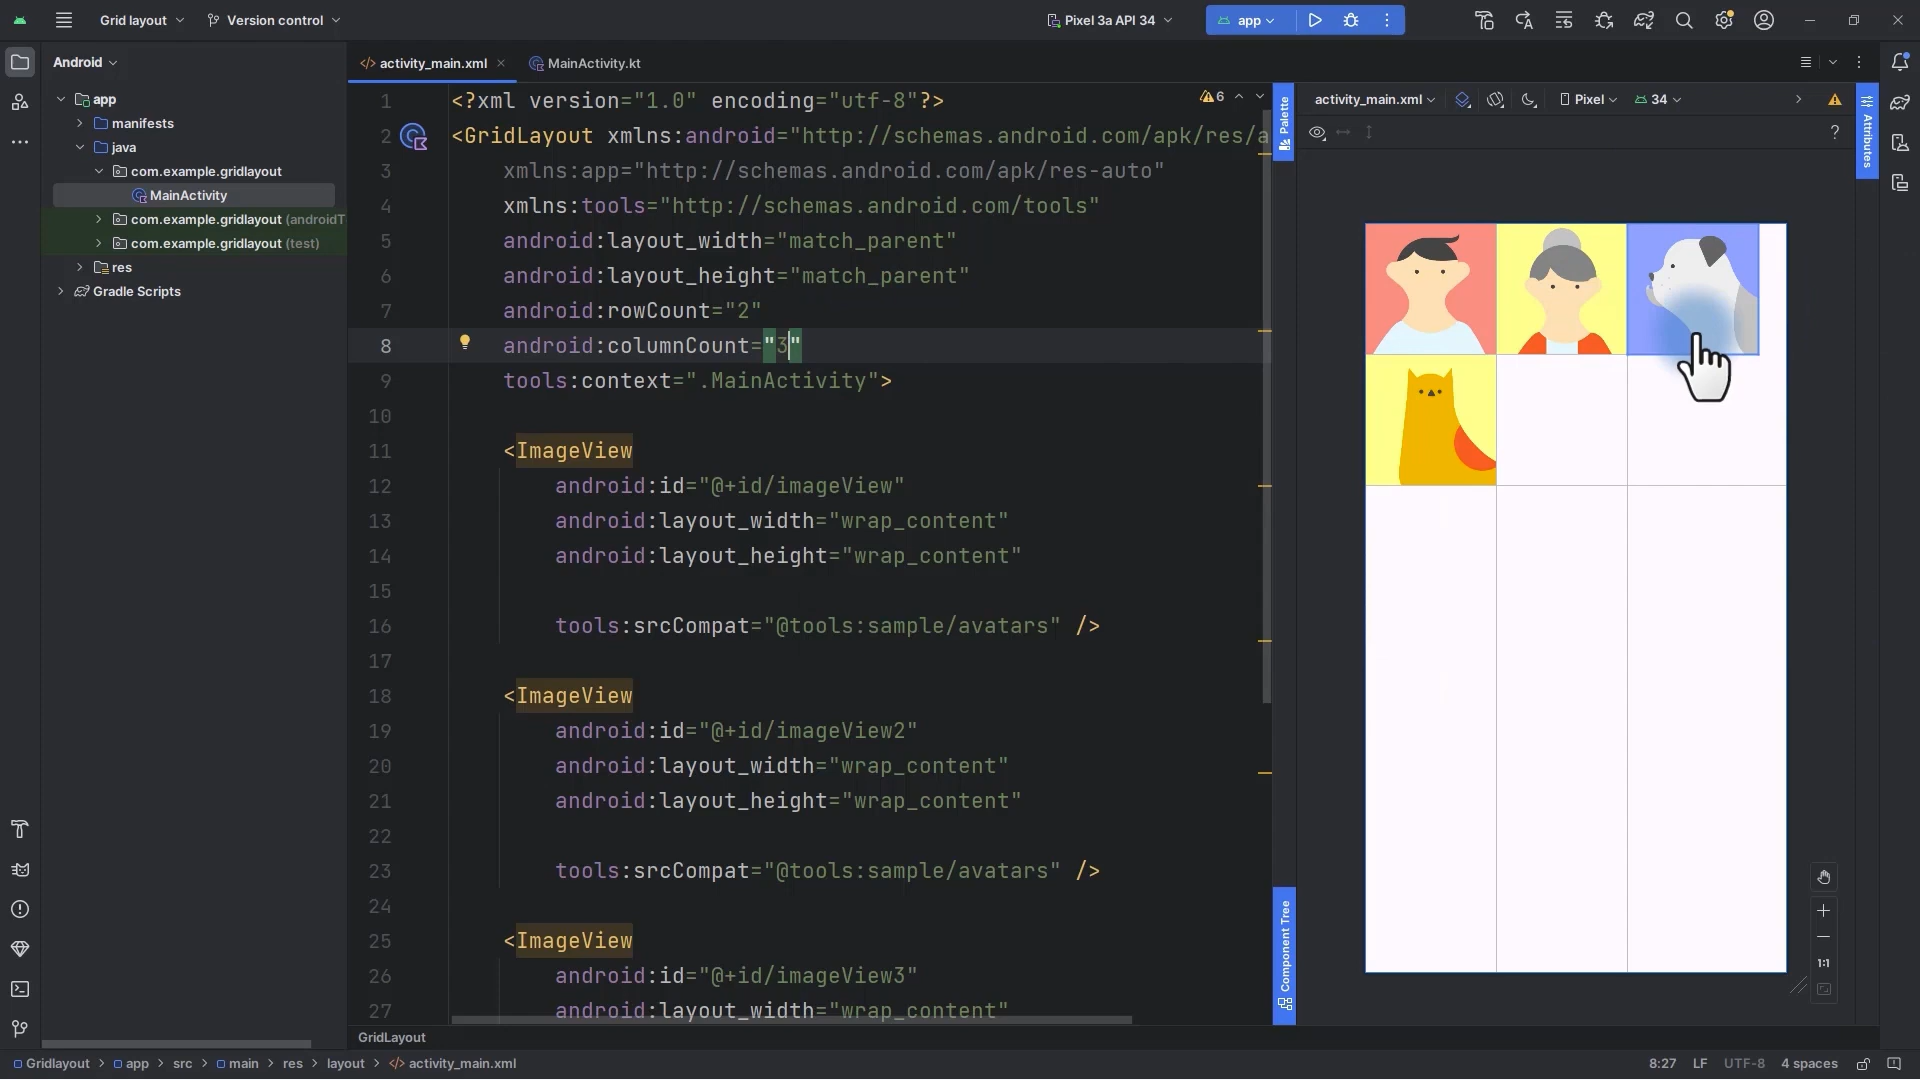 Grid layout
Version control
Pixel 3a API 34
app
Android
activity_main.xml
MainActivity.kt
app
manifests
java
com.example.gridlayout
MainActivity
com.example.gridlayout (androidT
com.example.gridlayout (test)
res
Gradle Scripts
1 <?xml version="1.0" encoding="utf-8"?>
2 <GridLayout xmlns:android="http://schemas.android.com/apk/res/a
3 xmlns:app="http://schemas.android.com/apk/res-auto"
4 xmlns:tools="http://schemas.android.com/tools"
5 android:layout_width="match_parent"
6 android:layout_height="match_parent"
7 android:rowCount="2"
8 android:columnCount="3"
9 tools:context=".MainActivity">
10
11 <ImageView
12 android:id="@+id/imageView"
13 android:layout_width="wrap_content"
14 android:layout_height="wrap_content"
15
16 tools:srcCompat="@tools:sample/avatars" />
17
18 <ImageView
19 android:id="@+id/imageView2"
20 android:layout_width="wrap_content"
21 android:layout_height="wrap_content"
22
23 tools:srcCompat="@tools:sample/avatars" />
24
25 <ImageView
26 android:id="@+id/imageView3"
27 android:layout_width="wrap_content"
6
Palette
Component Tree
activity_main.xml
Pixel
34
?
Attributes
1:1
GridLayout
Gridlayout > app > src > main > res > layout > activity_main.xml
8:27 LF UTF-8 4 spaces